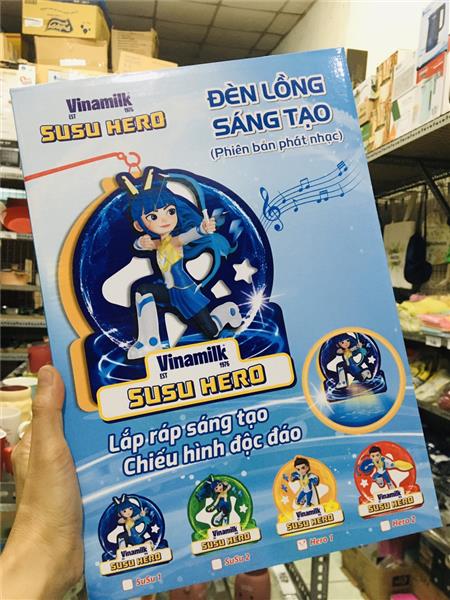 Vinamilk
EST 1976
SUSU HERO
ĐÈN LỒNG
SÁNG TẠO
(Phiên bản phát nhạc)
Vinamilk
EST 1976
SUSU HERO
Lắp ráp sáng tạo
Chiếu hình độc đáo
Vinamilk
SUSU HERO
Vinamilk
SUSU HERO
Vinamilk
SUSU HERO
Vinamilk
SUSU HERO
SuSu 1
SuSu 2
Hero 1
Hero 2